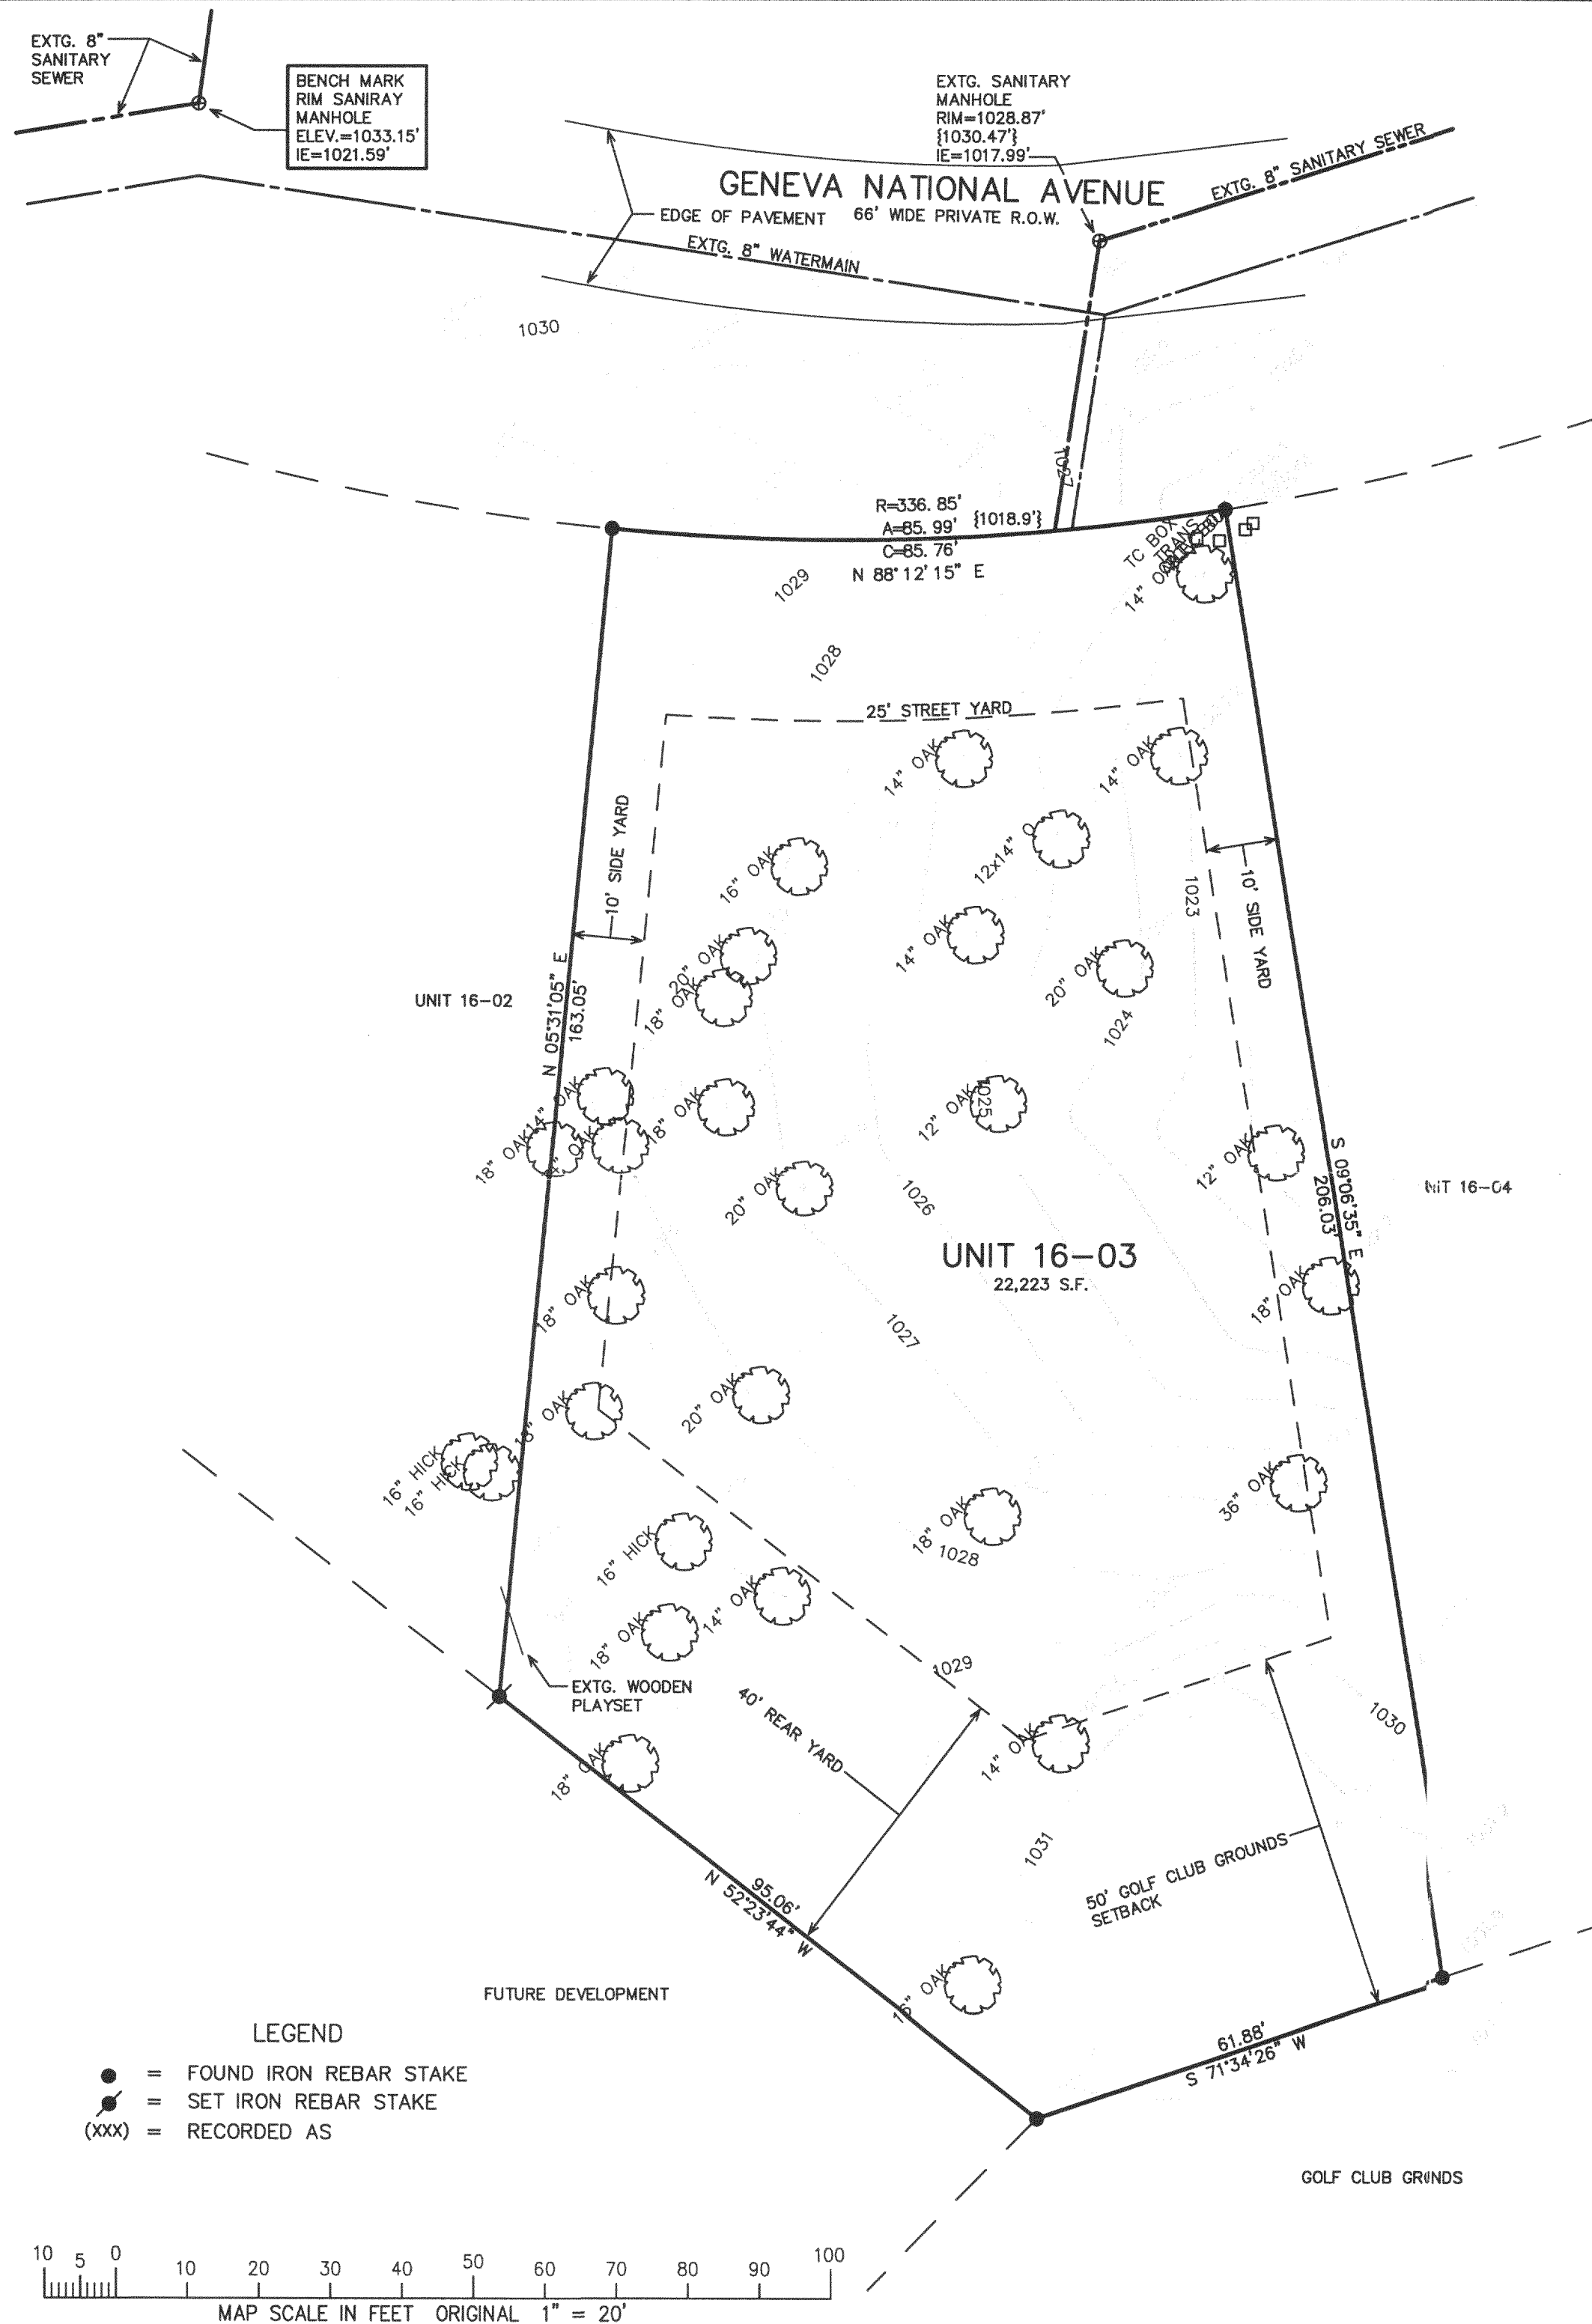 EXTG. 8"
SANITARY
SEWER
BENCH MARK
RIM SANIRAY
MANHOLE
ELEV.=1033.15'
IE=1021.59'
EXTG. SANITARY
MANHOLE
RIM=1028.87'
{1030.47'}
IE=1017.99'
EXTG. 8" SANITARY SEWER
GENEVA NATIONAL AVENUE
EDGE OF PAVEMENT
66' WIDE PRIVATE R.O.W.
EXTG. 8" WATERMAIN
1030
1027
R=336.85'
A=85.99'
{1018.9'}
C=85.76'
N 88°12'15" E
TC BOX
TRANS
14" OAK
1029
1028
25' STREET YARD
14" OAK
14" OAK
12x14" O
16" OAK
10' SIDE YARD
10' SIDE YARD
1023
14" OAK
20" OAK
20" OAK
18" OAK
UNIT 16-02
N 05°31'05" E
163.05'
1024
14" OAK
18" OAK
OAK
18" OAK
12" OAK
1025
12" OAK
S 09°06'35" E
206.03'
16-04
20" OAK
1026
UNIT 16-03
22,223 S.F.
18" OAK
18" OAK
1027
20" OAK
18" OAK
16" HICK
16" HICK
36" OAK
18" OAK
1028
16" HICK
14" OAK
18" OAK
1029
EXTG. WOODEN
PLAYSET
40' REAR YARD
14" OAK
1030
18" OAK
1031
50' GOLF CLUB GROUNDS
SETBACK
95.06'
N 52°23'44" W
16" OAK
FUTURE DEVELOPMENT
61.88'
S 71°34'26" W
LEGEND
= FOUND IRON REBAR STAKE
= SET IRON REBAR STAKE
(XXX) = RECORDED AS
GOLF CLUB
10 5 0 10 20 30 40 50 60 70 80 90 100
MAP SCALE IN FEET ORIGINAL 1" = 20'